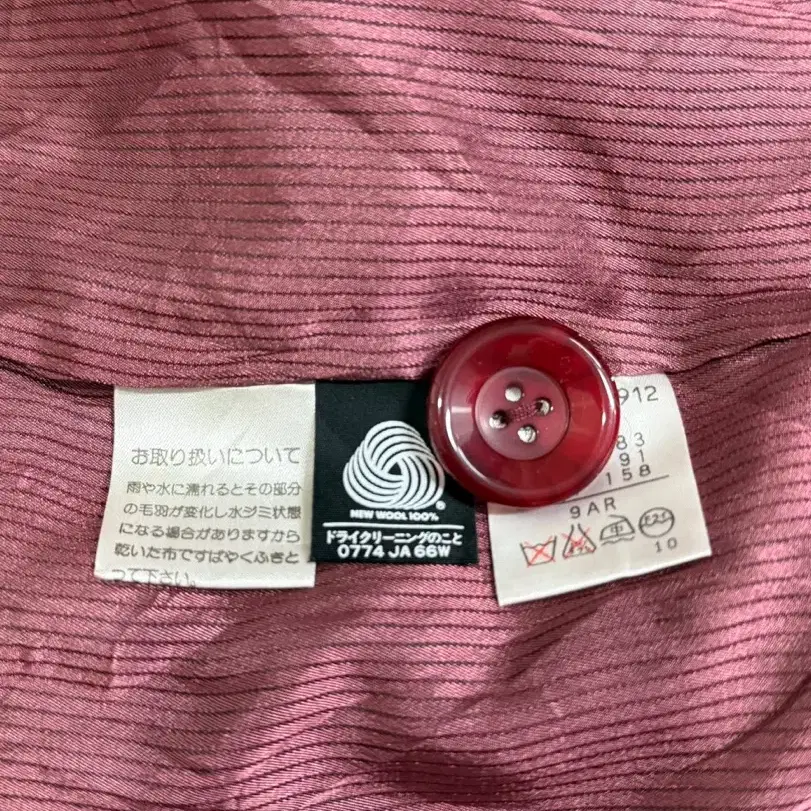 お取り扱いについて
雨や水に濡れるとその部分
の毛羽が変化し水ジミ状態
になる場合がありますから
乾いた布ですばやくふきと
って下さい。
®
NEW WOOL 100%
ドライクリーニングのこと
0774 JA 66W
912
83
91
158
9AR
中
10